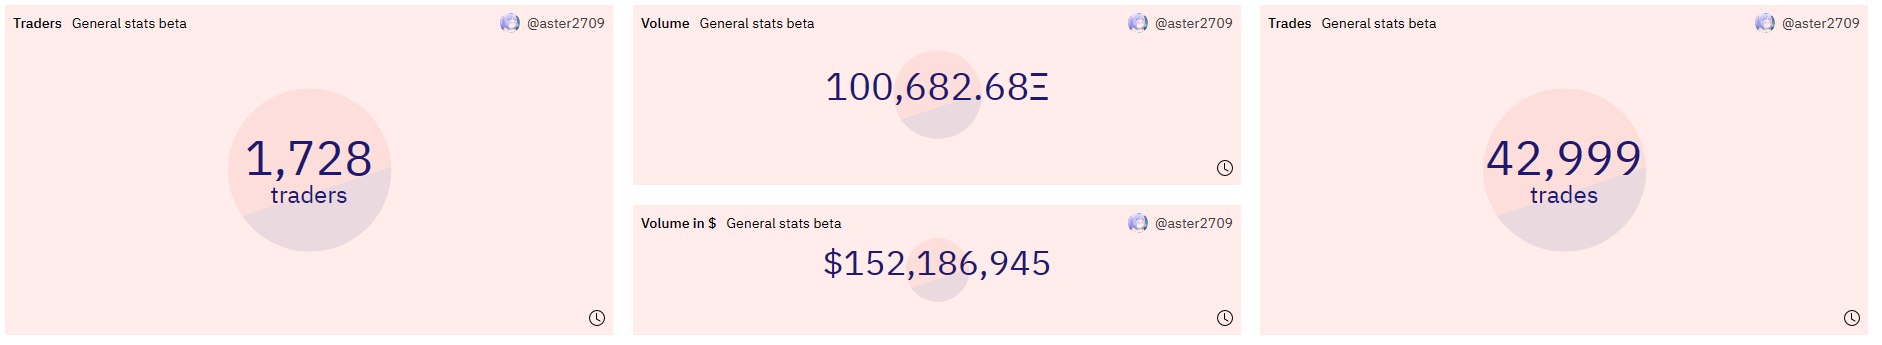 Traders General stats beta @aster2709
1,728
traders
Volume General stats beta @aster2709
100,682.68Ξ
Volume in $ General stats beta @aster2709
$152,186,945
Trades General stats beta @aster2709
42,999
trades